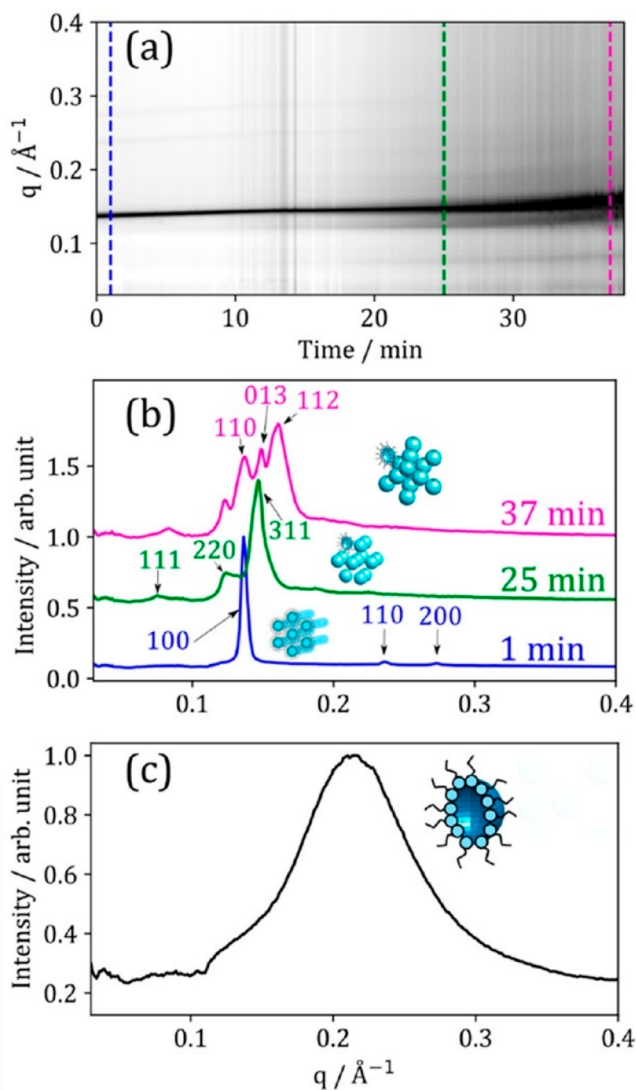 (a)
0.4
0.3
0.2
0.1
q / Å⁻¹
0 10 20 30
Time / min
(b)
013
110 112
1.5
37 min
1.0
111 220 311
25 min
0.5
100 110 200
1 min
0.0
Intensity / arb. unit
0.1 0.2 0.3 0.4
(c)
1.0
0.8
0.6
0.4
0.2
Intensity / arb. unit
0.1 0.2 0.3 0.4
q / Å⁻¹